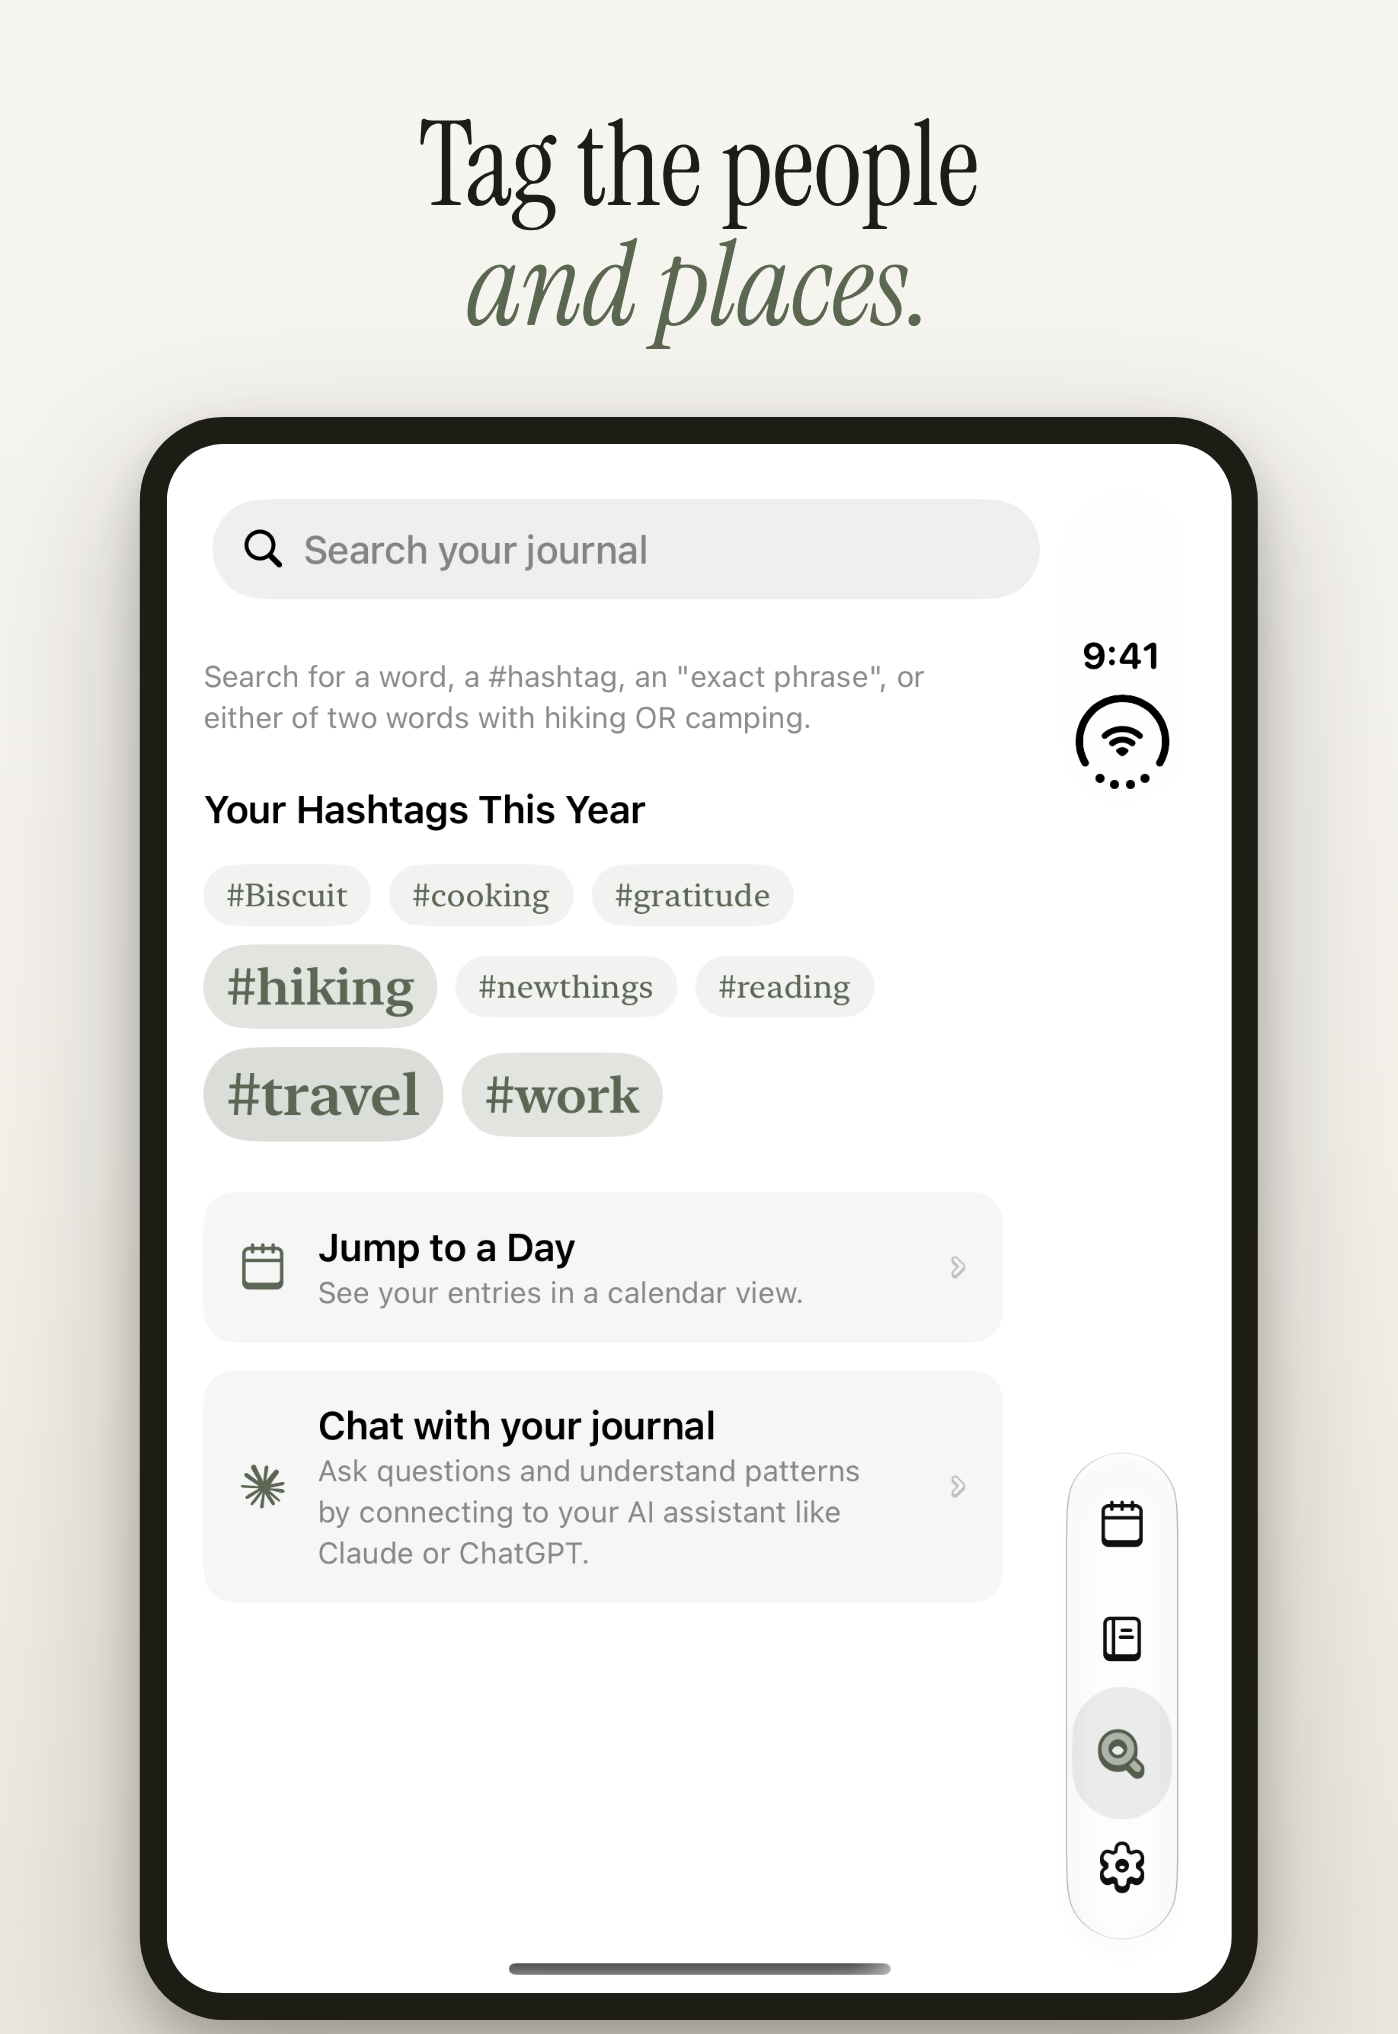 Tag the people
and places.
Search your journal
9:41
Search for a word, a #hashtag, an "exact phrase", or
either of two words with hiking OR camping.
Your Hashtags This Year
#Biscuit #cooking #gratitude
#hiking #newthings #reading
#travel #work
Jump to a Day
See your entries in a calendar view.
Chat with your journal
Ask questions and understand patterns
by connecting to your AI assistant like
Claude or ChatGPT.